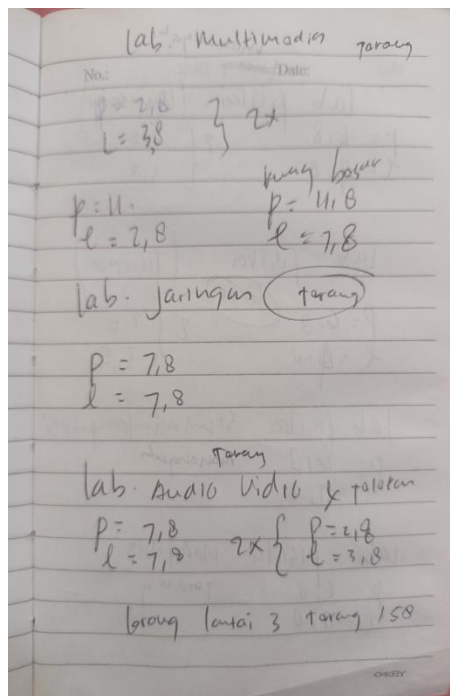 Lab. Multimedia terang
No.: Date:
p = 2,8
L = 3,8 } 2x
ruang besar
p = 11. p = 11,8
l = 2,8 l = 7,8
lab. Jaringan terang
p = 7,8
l = 7,8
terang
lab. Audio Vidio
p = 7,8 2x { p = 2,8
l = 7,8 l = 3,8
lorong lantai 3 terang 158